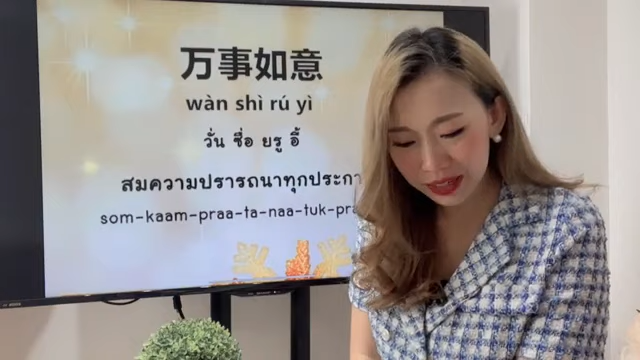 万事如意
wàn shì rú yì
วั่น ชื่อ ยรู อี้
สมความปรารถนาทุกประกา
som-kaam-praa-ta-naa-tuk-pra